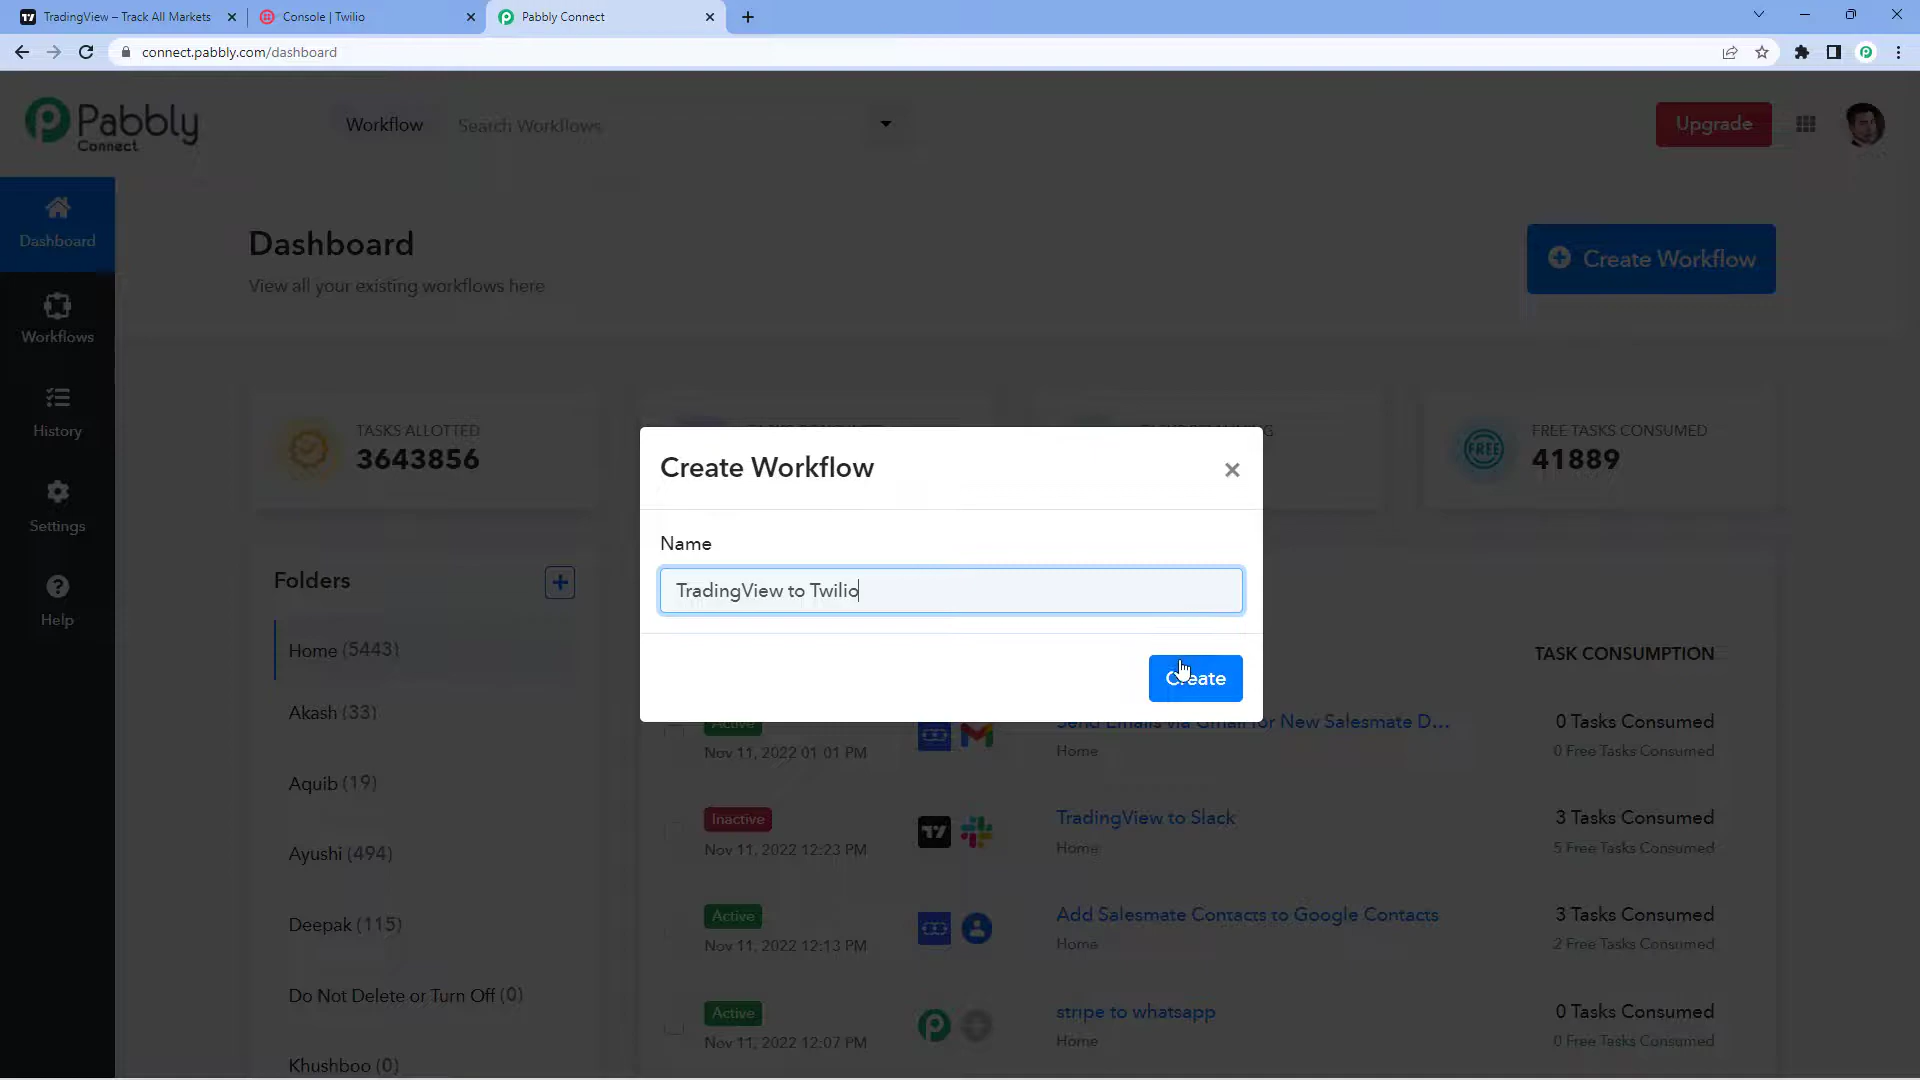 TradingView – Track All Markets
Console | Twilio
Pabbly Connect
connect.pabbly.com/dashboard
Pabbly
Connect
Workflow
Search Workflows
Upgrade
Dashboard
Workflows
History
Settings
Help
Dashboard
View all your existing workflows here
Create Workflow
TASKS ALLOTTED
3643856
FREE TASKS CONSUMED
41889
FREE
Create Workflow
×
Name
TradingView to Twilio
Create
Folders
Home (5443)
Akash (33)
Aquib (19)
Ayushi (494)
Deepak (115)
Do Not Delete or Turn Off (0)
Khushboo (0)
TASK CONSUMPTION
Active
Nov 11, 2022 01:01 PM
Send Emails via Gmail for New Salesmate D...
Home
0 Tasks Consumed
0 Free Tasks Consumed
Inactive
Nov 11, 2022 12:23 PM
TradingView to Slack
Home
3 Tasks Consumed
5 Free Tasks Consumed
Active
Nov 11, 2022 12:13 PM
Add Salesmate Contacts to Google Contacts
Home
3 Tasks Consumed
2 Free Tasks Consumed
Active
Nov 11, 2022 12:07 PM
stripe to whatsapp
Home
0 Tasks Consumed
0 Free Tasks Consumed